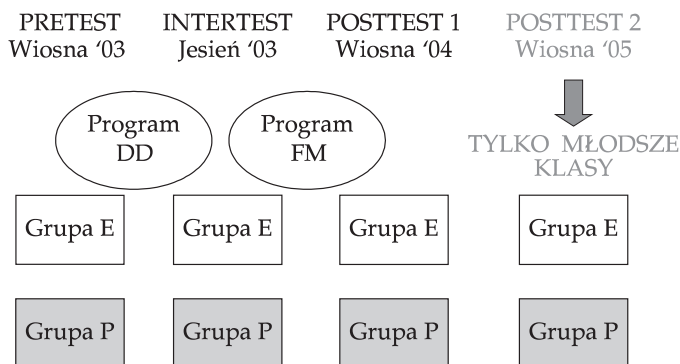 PRETEST
Wiosna ‘03
INTERTEST
Jesień ‘03
POSTTEST 1
Wiosna ‘04
POSTTEST 2
Wiosna ‘05
Program
DD
Program
FM
TYLKO MŁODSZE
KLASY
Grupa E
Grupa E
Grupa E
Grupa E
Grupa P
Grupa P
Grupa P
Grupa P